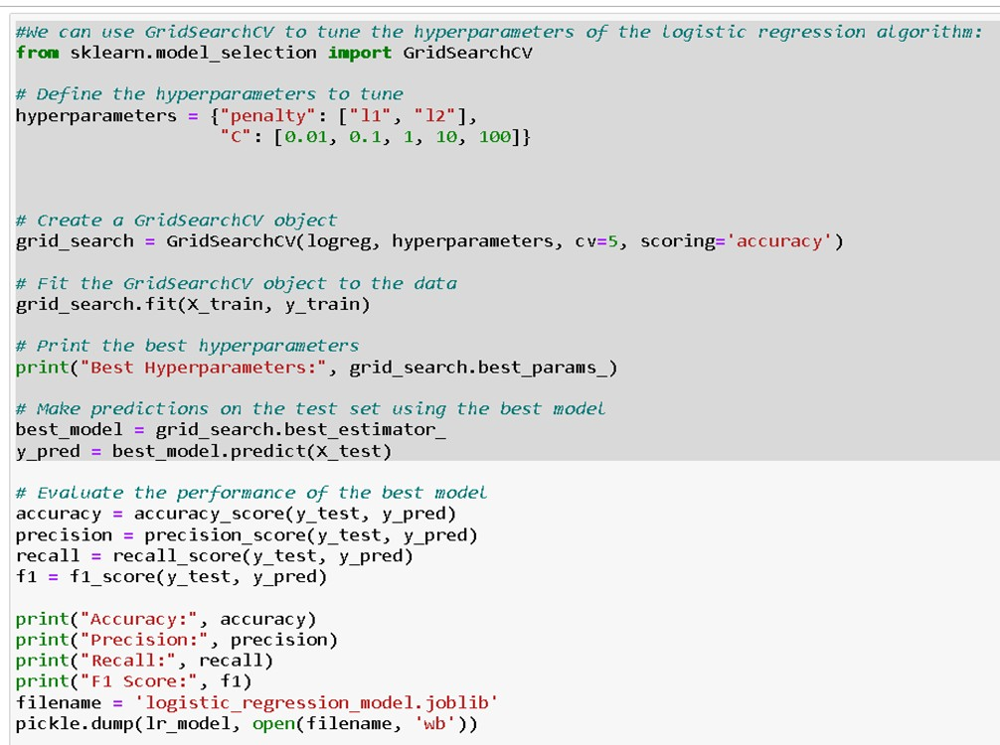 #We can use GridSearchCV to tune the hyperparameters of the logistic regression algorithm:
from sklearn.model_selection import GridSearchCV
# Define the hyperparameters to tune
hyperparameters = {"penalty": ["l1", "l2"],
"C": [0.01, 0.1, 1, 10, 100]}
# Create a GridSearchCV object
grid_search = GridSearchCV(logreg, hyperparameters, cv=5, scoring='accuracy')
# Fit the GridSearchCV object to the data
grid_search.fit(X_train, y_train)
# Print the best hyperparameters
print("Best Hyperparameters:", grid_search.best_params_)
# Make predictions on the test set using the best model
best_model = grid_search.best_estimator_
y_pred = best_model.predict(X_test)
# Evaluate the performance of the best model
accuracy = accuracy_score(y_test, y_pred)
precision = precision_score(y_test, y_pred)
recall = recall_score(y_test, y_pred)
f1 = f1_score(y_test, y_pred)
print("Accuracy:", accuracy)
print("Precision:", precision)
print("Recall:", recall)
print("F1 Score:", f1)
filename = 'logistic_regression_model.joblib'
pickle.dump(lr_model, open(filename, 'wb'))